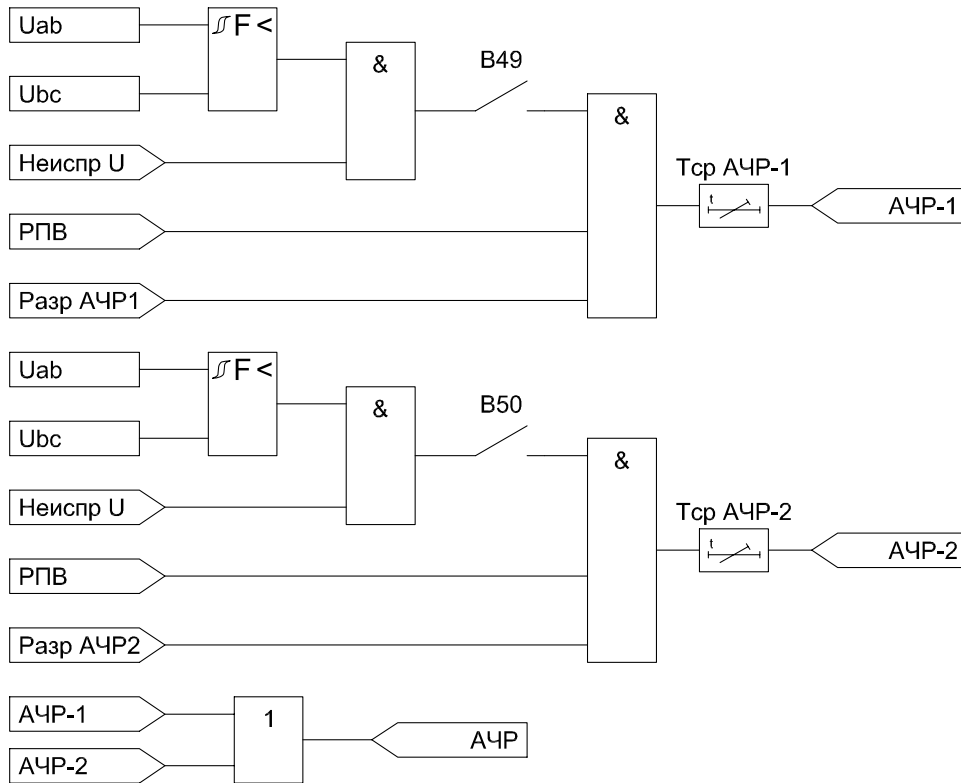 Uab
F <
Ubc
&
B49
&
Неиспр U
Тср АЧР-1
t
АЧР-1
РПВ
Разр АЧР1
Uab
F <
Ubc
&
B50
&
Неиспр U
Тср АЧР-2
t
АЧР-2
РПВ
Разр АЧР2
АЧР-1
1
АЧР
АЧР-2